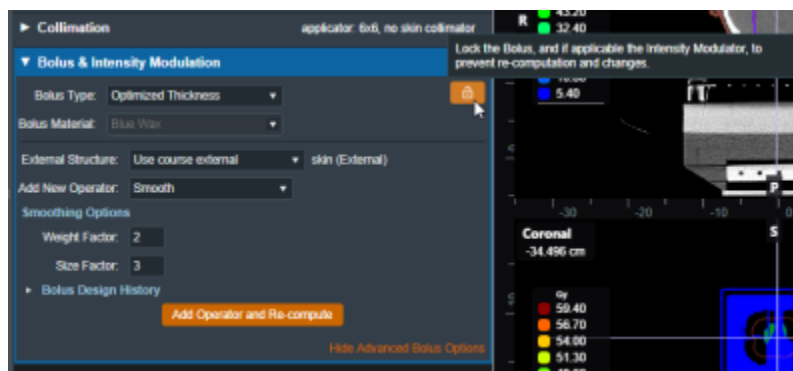 Collimation
applicator: 6x6, no skin collimator
Bolus & Intensity Modulation
Bolus Type: Optimized Thickness
Bolus Material: Blue Wax
External Structure: Use course external skin (External)
Add New Operator: Smooth
Smoothing Options
Weight Factor: 2
Size Factor: 3
Bolus Design History
Add Operator and Re-compute
Hide Advanced Bolus Options
Lock the Bolus, and if applicable the Intensity Modulator, to
prevent re-computation and changes.
R
43.20
32.40
5.40
P
-30 -20 -10 0
Coronal
-34.496 cm
S
Gy
59.40
56.70
54.00
51.30